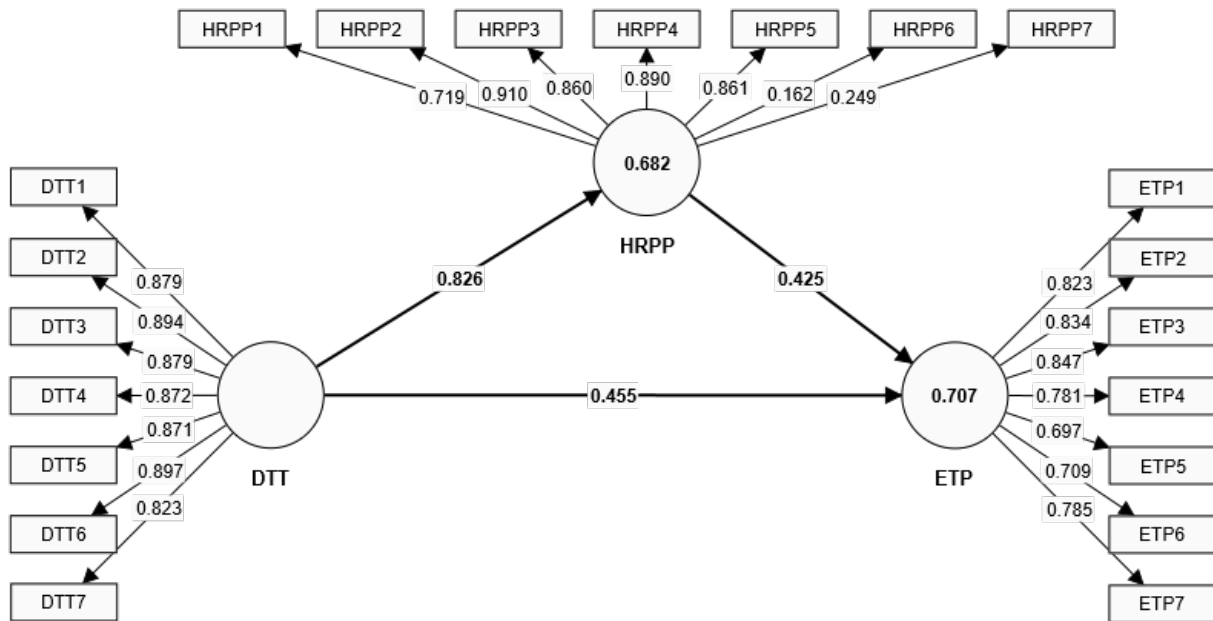 HRPP1 HRPP2 HRPP3 HRPP4 HRPP5 HRPP6 HRPP7
0.719 0.910 0.860 0.890 0.861 0.162 0.249
0.682
HRPP
DTT1
DTT2
DTT3
DTT4
DTT5
DTT6
DTT7
0.879
0.894
0.879
0.872
0.871
0.897
0.823
DTT
0.826
0.425
0.455
0.707
ETP
0.823
0.834
0.847
0.781
0.697
0.709
0.785
ETP1
ETP2
ETP3
ETP4
ETP5
ETP6
ETP7